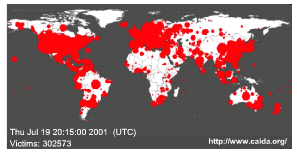 Thu Jul 19 20:15:00 2001 (UTC)
Victims: 302573
http://www.caida.org/